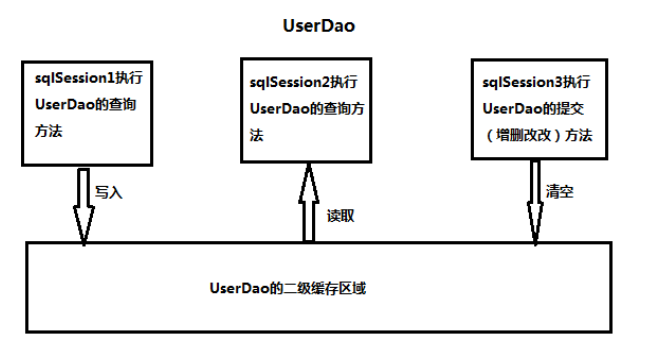 UserDao
sqlSession1执行
UserDao的查询
方法
sqlSession2执行
UserDao的查询方
法
sqlSession3执行
UserDao的提交
（增删改改）方法
写入
读取
清空
UserDao的二级缓存区域